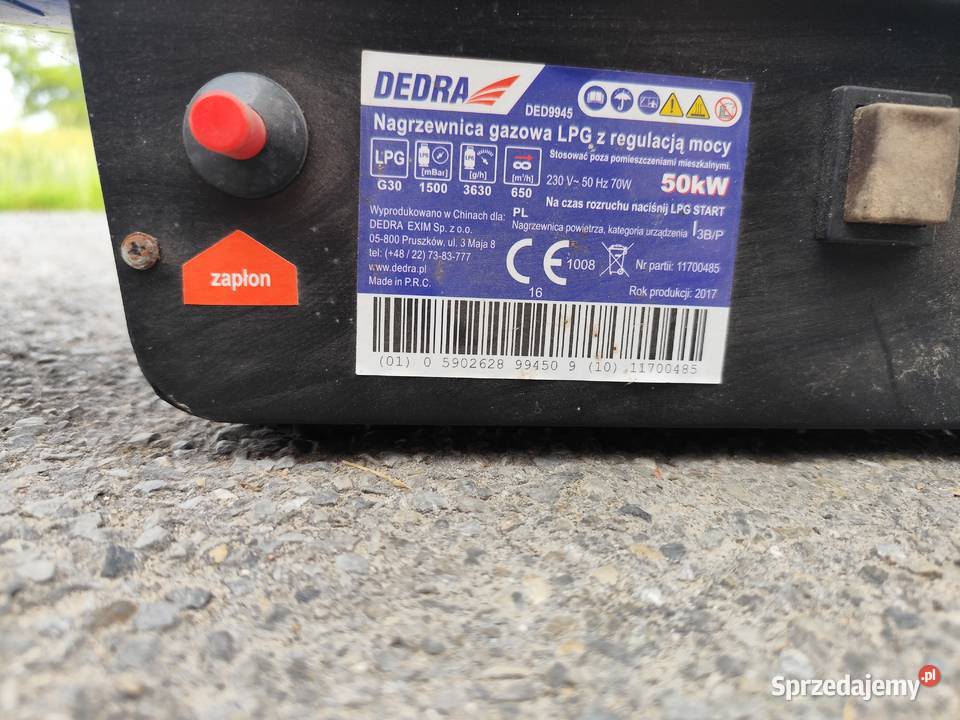 DEDRA
DED9945
Nagrzewnica gazowa LPG z regulacją mocy
Stosować poza pomieszczeniami mieszkalnymi.
LPG
[mBar]
[g/h]
[m³/h]
G30 1500 3630 650
230 V~ 50 Hz 70W
50kW
Na czas rozruchu naciśnij LPG START
Wyprodukowano w Chinach dla:
DEDRA EXIM Sp. z o.o.
05-800 Pruszków, ul. 3 Maja 8
tel: (+48 / 22) 73-83-777
www.dedra.pl
Made in P.R.C.
PL
Nagrzewnica powietrza, kategoria urządzenia I3B/P
CE 1008
16
Nr partii: 11700485
Rok produkcji: 2017
(01) 0 5902628 99450 9 (10) 11700485
zapłon
Sprzedajemy.pl